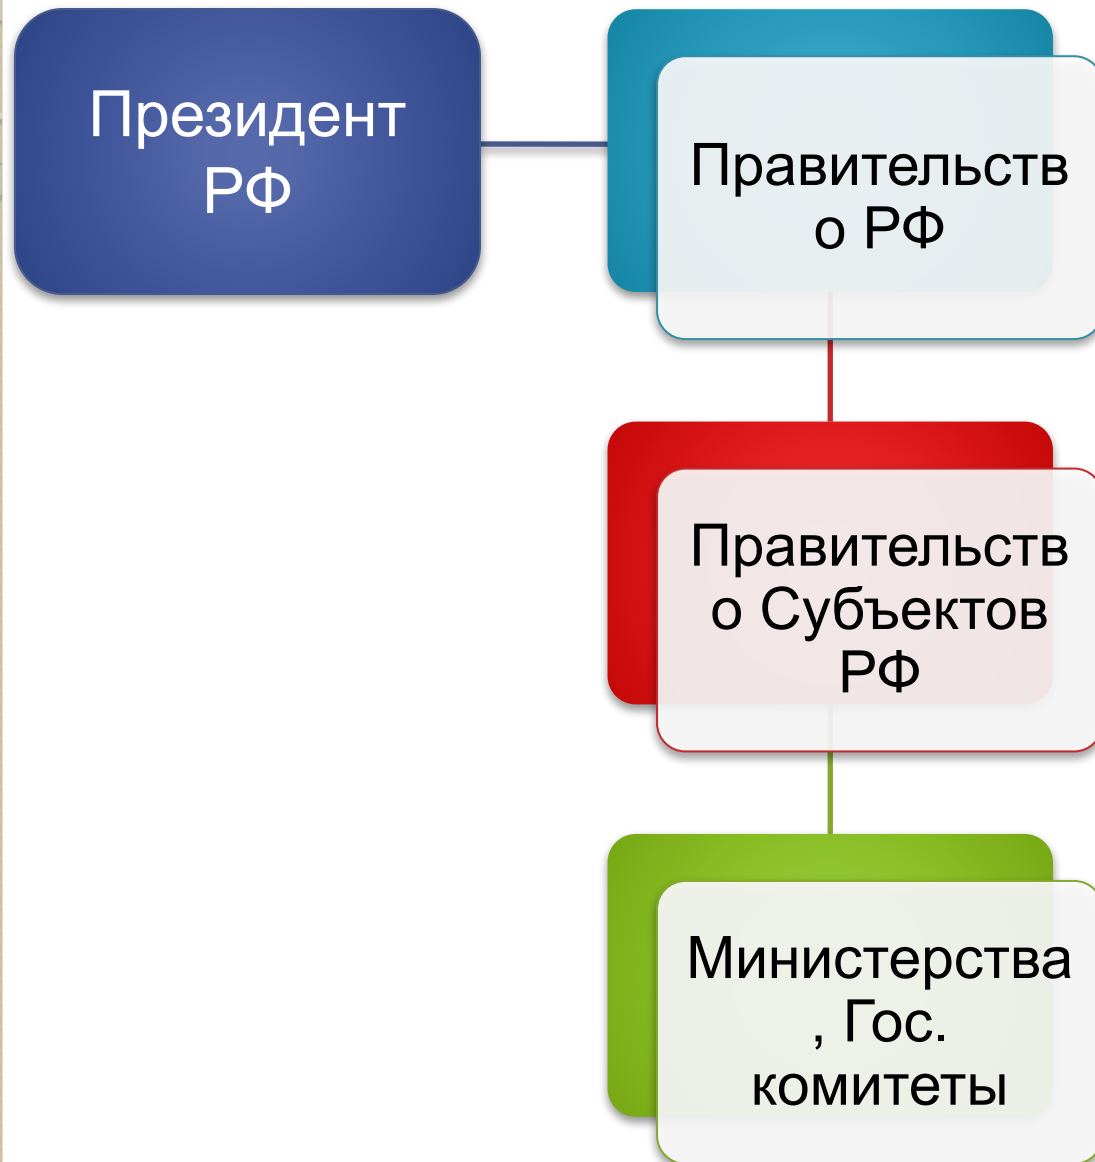 Президент
РФ
Правительств
о РФ
Правительств
о Субъектов
РФ
Министерства
, Гос.
комитеты